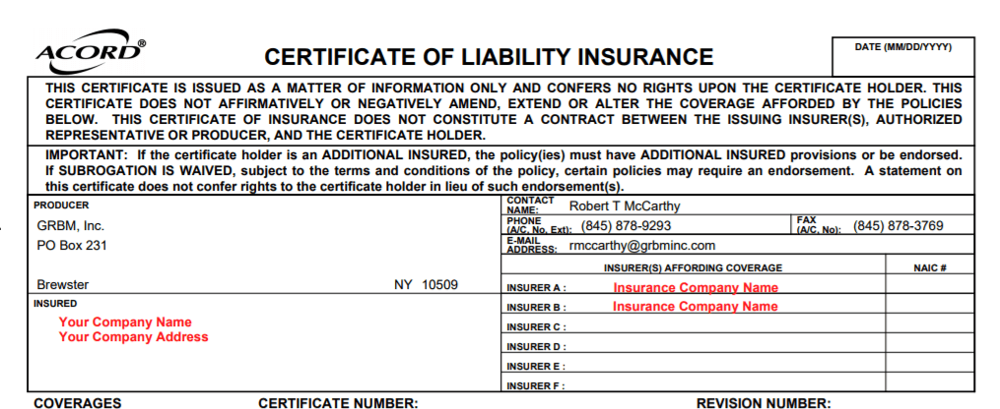 ACORD®
CERTIFICATE OF LIABILITY INSURANCE
DATE (MM/DD/YYYY)
THIS CERTIFICATE IS ISSUED AS A MATTER OF INFORMATION ONLY AND CONFERS NO RIGHTS UPON THE CERTIFICATE HOLDER. THIS
CERTIFICATE DOES NOT AFFIRMATIVELY OR NEGATIVELY AMEND, EXTEND OR ALTER THE COVERAGE AFFORDED BY THE POLICIES
BELOW. THIS CERTIFICATE OF INSURANCE DOES NOT CONSTITUTE A CONTRACT BETWEEN THE ISSUING INSURER(S), AUTHORIZED
REPRESENTATIVE OR PRODUCER, AND THE CERTIFICATE HOLDER.
IMPORTANT: If the certificate holder is an ADDITIONAL INSURED, the policy(ies) must have ADDITIONAL INSURED provisions or be endorsed.
If SUBROGATION IS WAIVED, subject to the terms and conditions of the policy, certain policies may require an endorsement. A statement on
this certificate does not confer rights to the certificate holder in lieu of such endorsement(s).
PRODUCER
GRBM, Inc.
PO Box 231
Brewster NY 10509
CONTACT NAME: Robert T McCarthy
PHONE (A/C, No, Ext): (845) 878-9293 FAX (A/C, No): (845) 878-3769
E-MAIL ADDRESS: rmccarthy@grbminc.com
INSURER(S) AFFORDING COVERAGE NAIC #
INSURER A : Insurance Company Name
INSURED
Your Company Name
Your Company Address
INSURER B : Insurance Company Name
INSURER C :
INSURER D :
INSURER E :
INSURER F :
COVERAGES CERTIFICATE NUMBER: REVISION NUMBER: